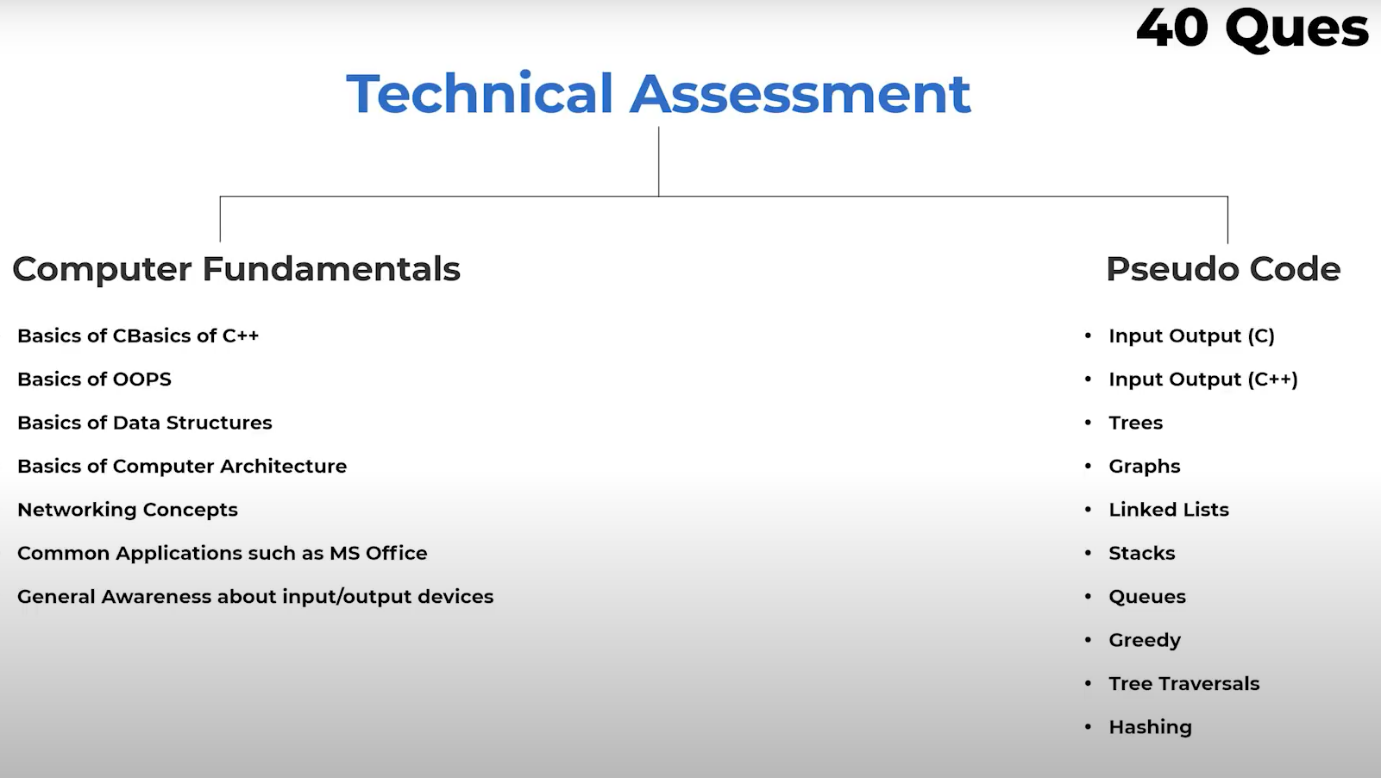 40 Ques
Technical Assessment
Computer Fundamentals
Basics of CBasics of C++
Basics of OOPS
Basics of Data Structures
Basics of Computer Architecture
Networking Concepts
Common Applications such as MS Office
General Awareness about input/output devices
Pseudo Code
• Input Output (C)
• Input Output (C++)
• Trees
• Graphs
• Linked Lists
• Stacks
• Queues
• Greedy
• Tree Traversals
• Hashing